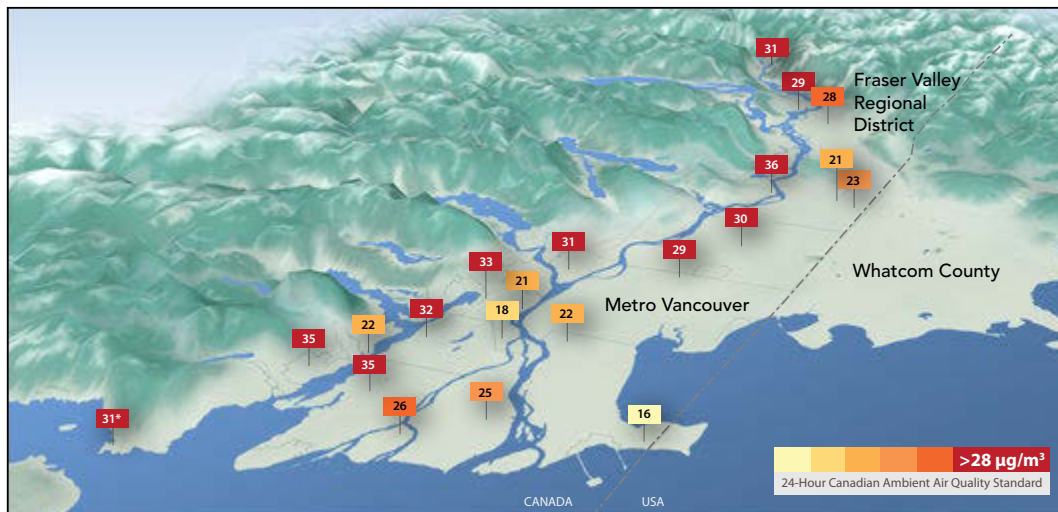 31
29
28
Fraser Valley
Regional
District
21
23
36
30
31
29
33
21
Whatcom County
Metro Vancouver
32
18
22
22
35
35
25
26
16
31*
>28 µg/m³
24-Hour Canadian Ambient Air Quality Standard
CANADA
USA